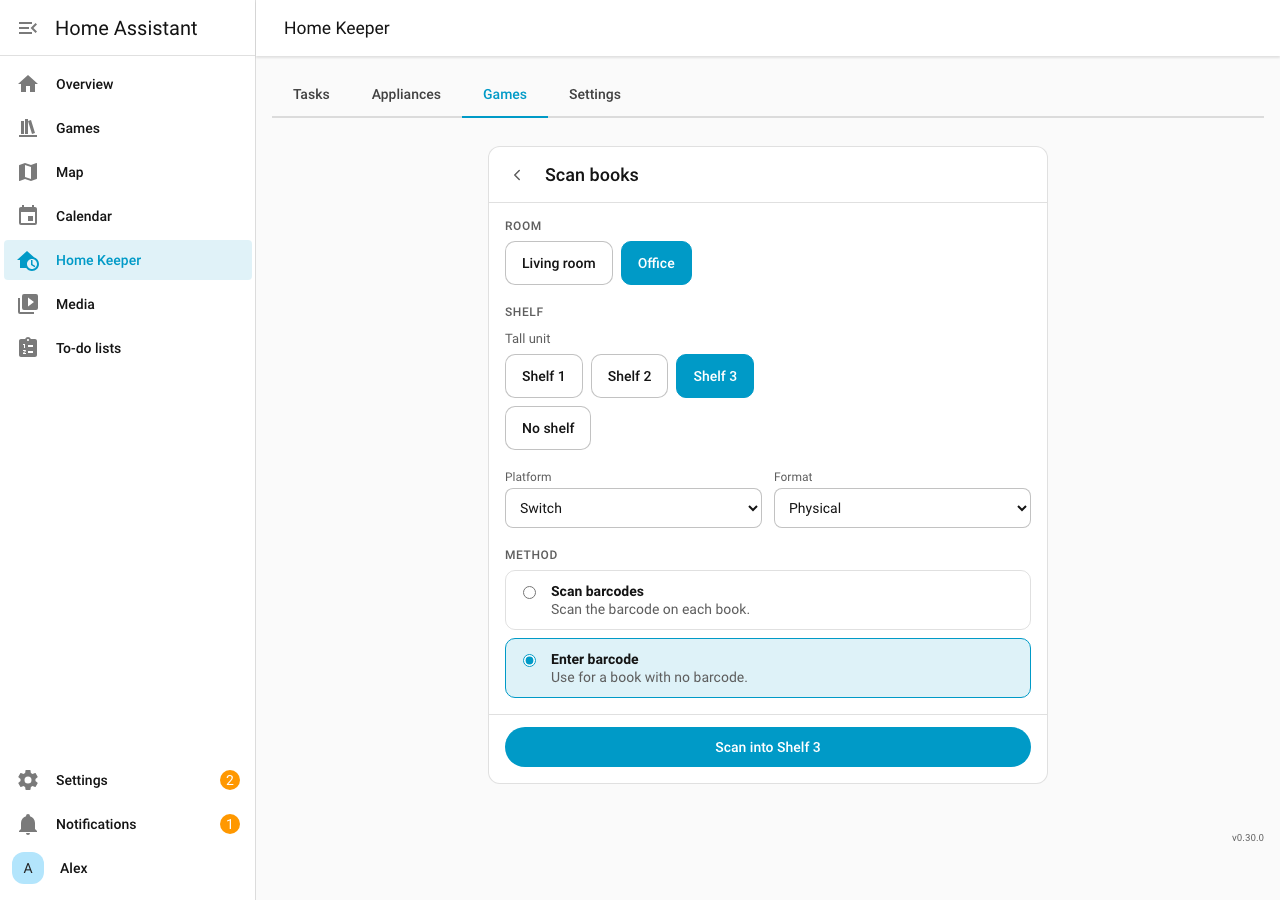 Home Assistant
Home Keeper
Overview
Games
Map
Calendar
Home Keeper
Media
To-do lists
Settings
2
Notifications
1
A
Alex
Tasks
Appliances
Games
Settings
Scan books
ROOM
Living room
Office
SHELF
Tall unit
Shelf 1
Shelf 2
Shelf 3
No shelf
Platform
Format
Switch
Physical
METHOD
Scan barcodes
Scan the barcode on each book.
Enter barcode
Use for a book with no barcode.
Scan into Shelf 3
v0.30.0